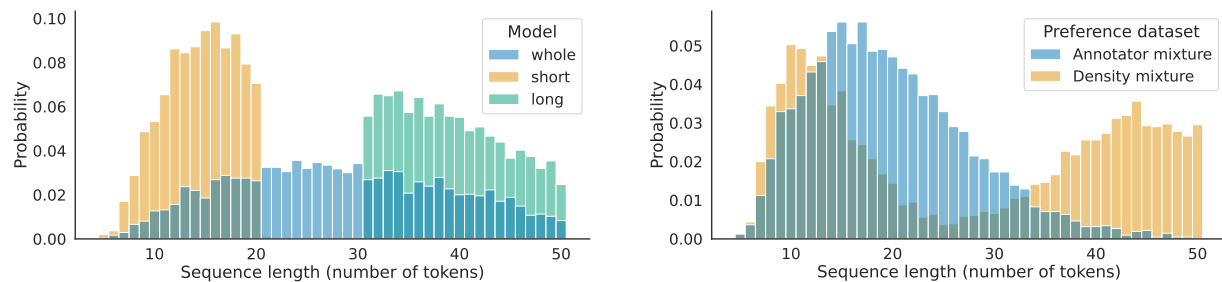 Probability
0.10
0.08
0.06
0.04
0.02
0.00
10
20
30
40
50
Sequence length (number of tokens)
Model
whole
short
long
Probability
0.05
0.04
0.03
0.02
0.01
0.00
10
20
30
40
50
Sequence length (number of tokens)
Preference dataset
Annotator mixture
Density mixture